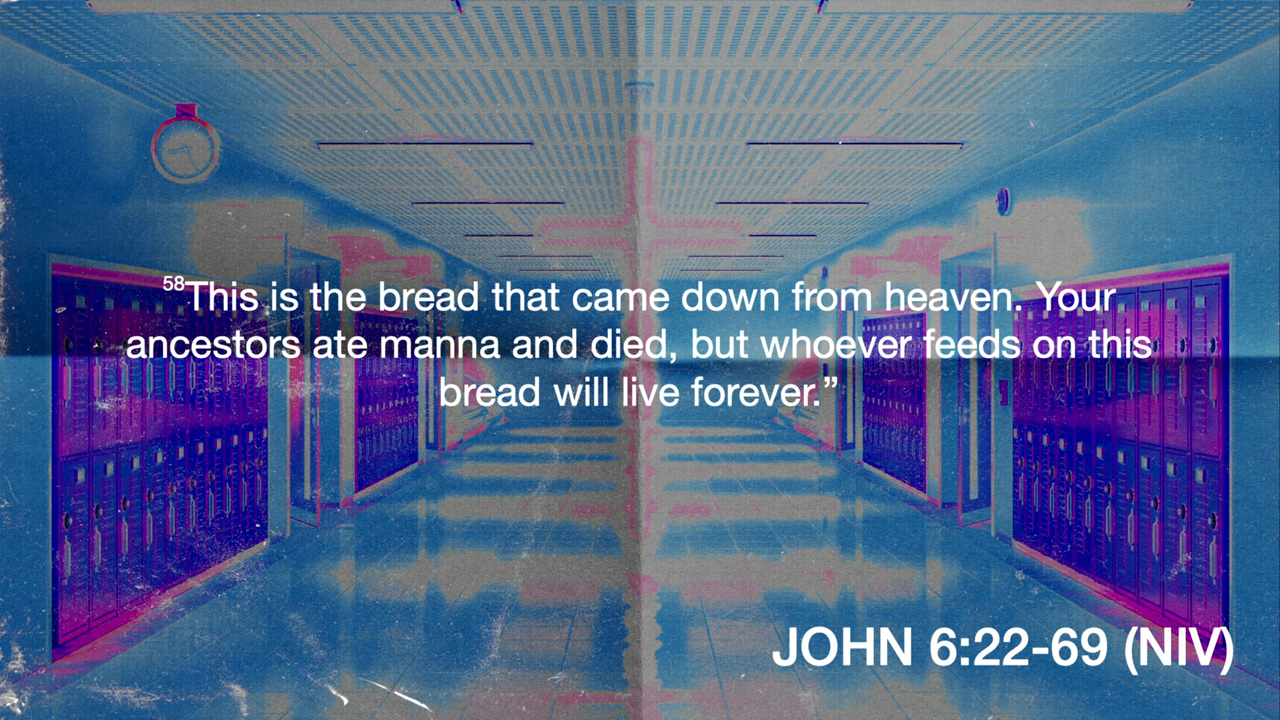 58This is the bread that came down from heaven. Your
ancestors ate manna and died, but whoever feeds on this
bread will live forever.”
JOHN 6:22-69 (NIV)